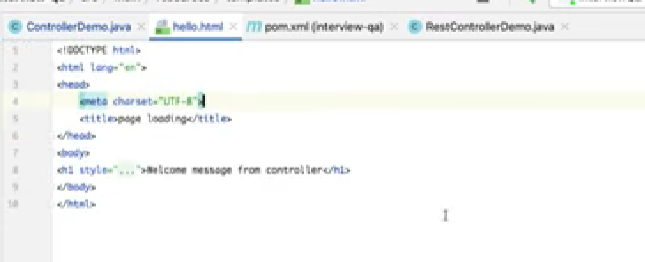 ControllerDemo.java hello.html pom.xml (interview-qa) RestControllerDemo.java
1 <!DOCTYPE html>
2 <html lang="en">
3 <head>
4 <meta charset="UTF-8">
5 <title>page loading</title>
6 </head>
7 <body>
8 <h1 style="...">Welcome message from controller</h1>
9 </body>
10 </html>